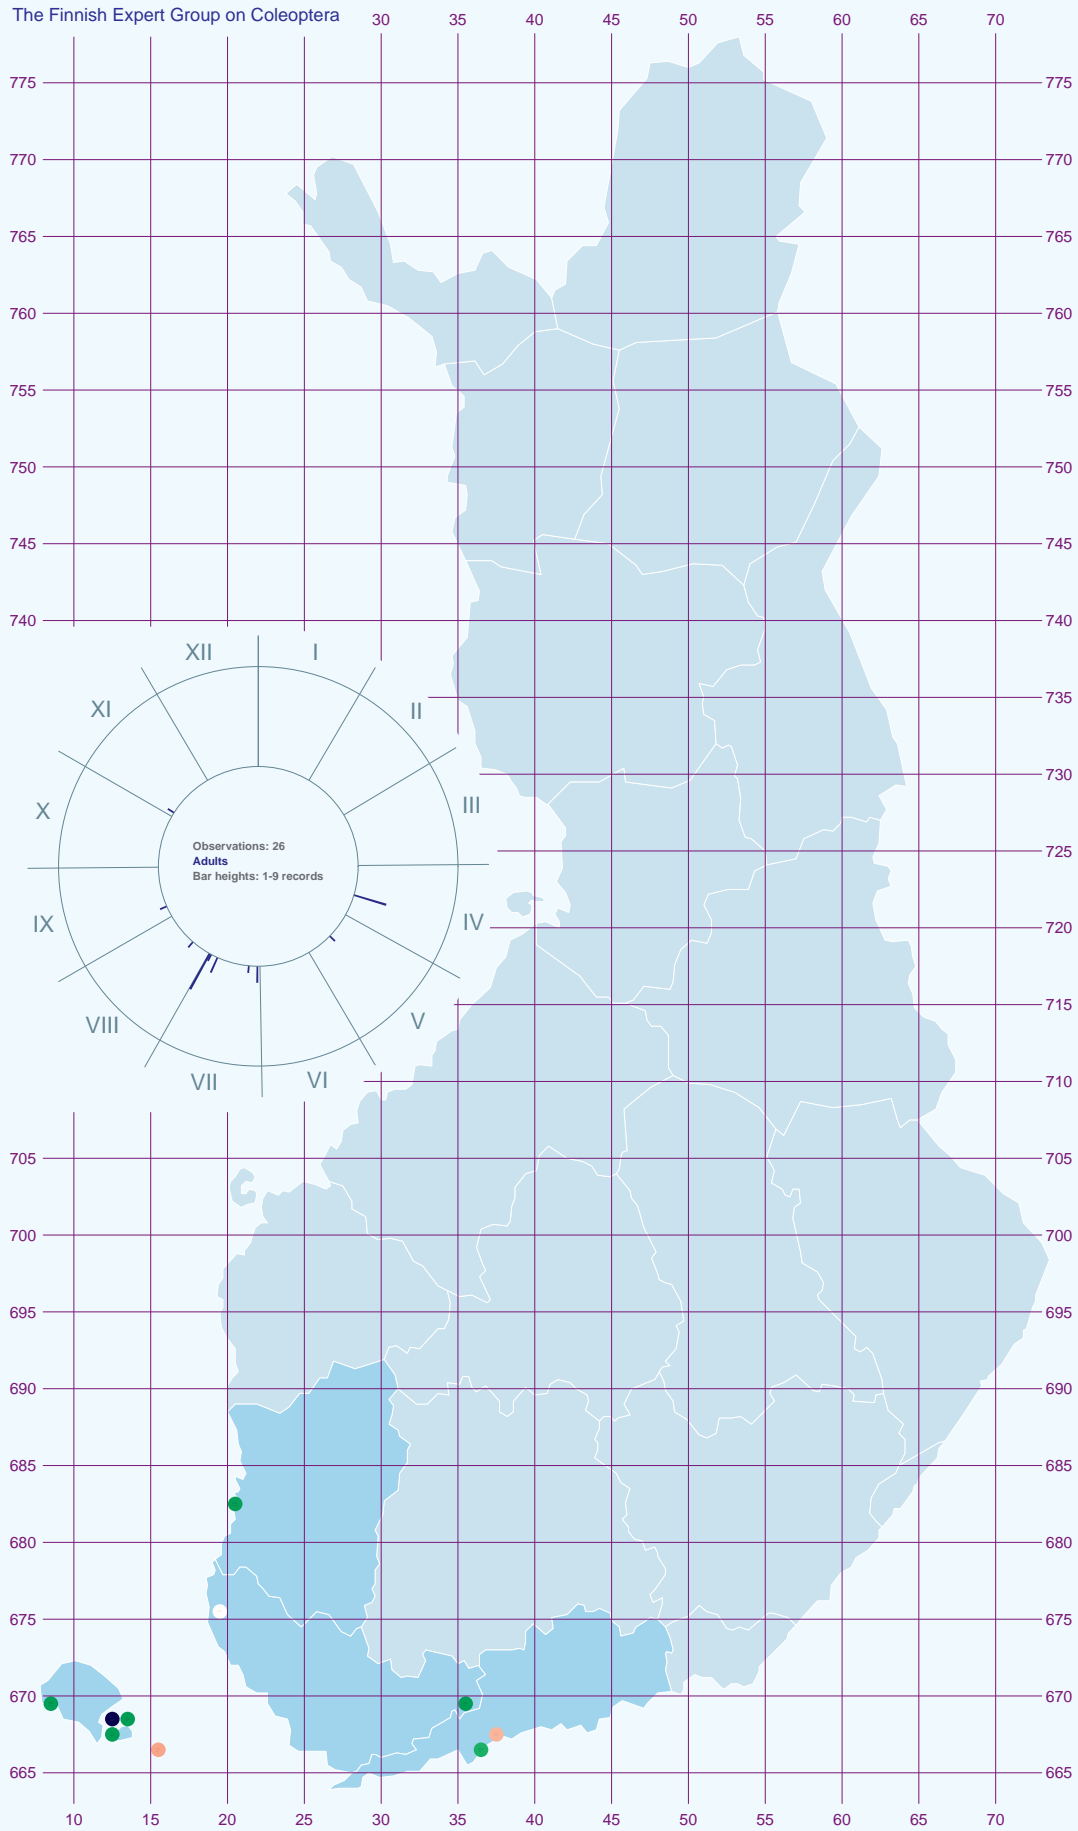 The Finnish Expert Group on Coleoptera
30 35 40 45 50 55 60 65 70
775 775
770 770
765 765
760 760
755 755
750 750
745 745
740 740
735
730
725
720
715
710
705 705
700 700
695 695
690 690
685 685
680 680
675 675
670 670
665 665
10 15 20 25 30 35 40 45 50 55 60 65 70
XII I
XI II
X III
IX IV
VIII V
VII VI
Observations: 26
Adults
Bar heights: 1-9 records